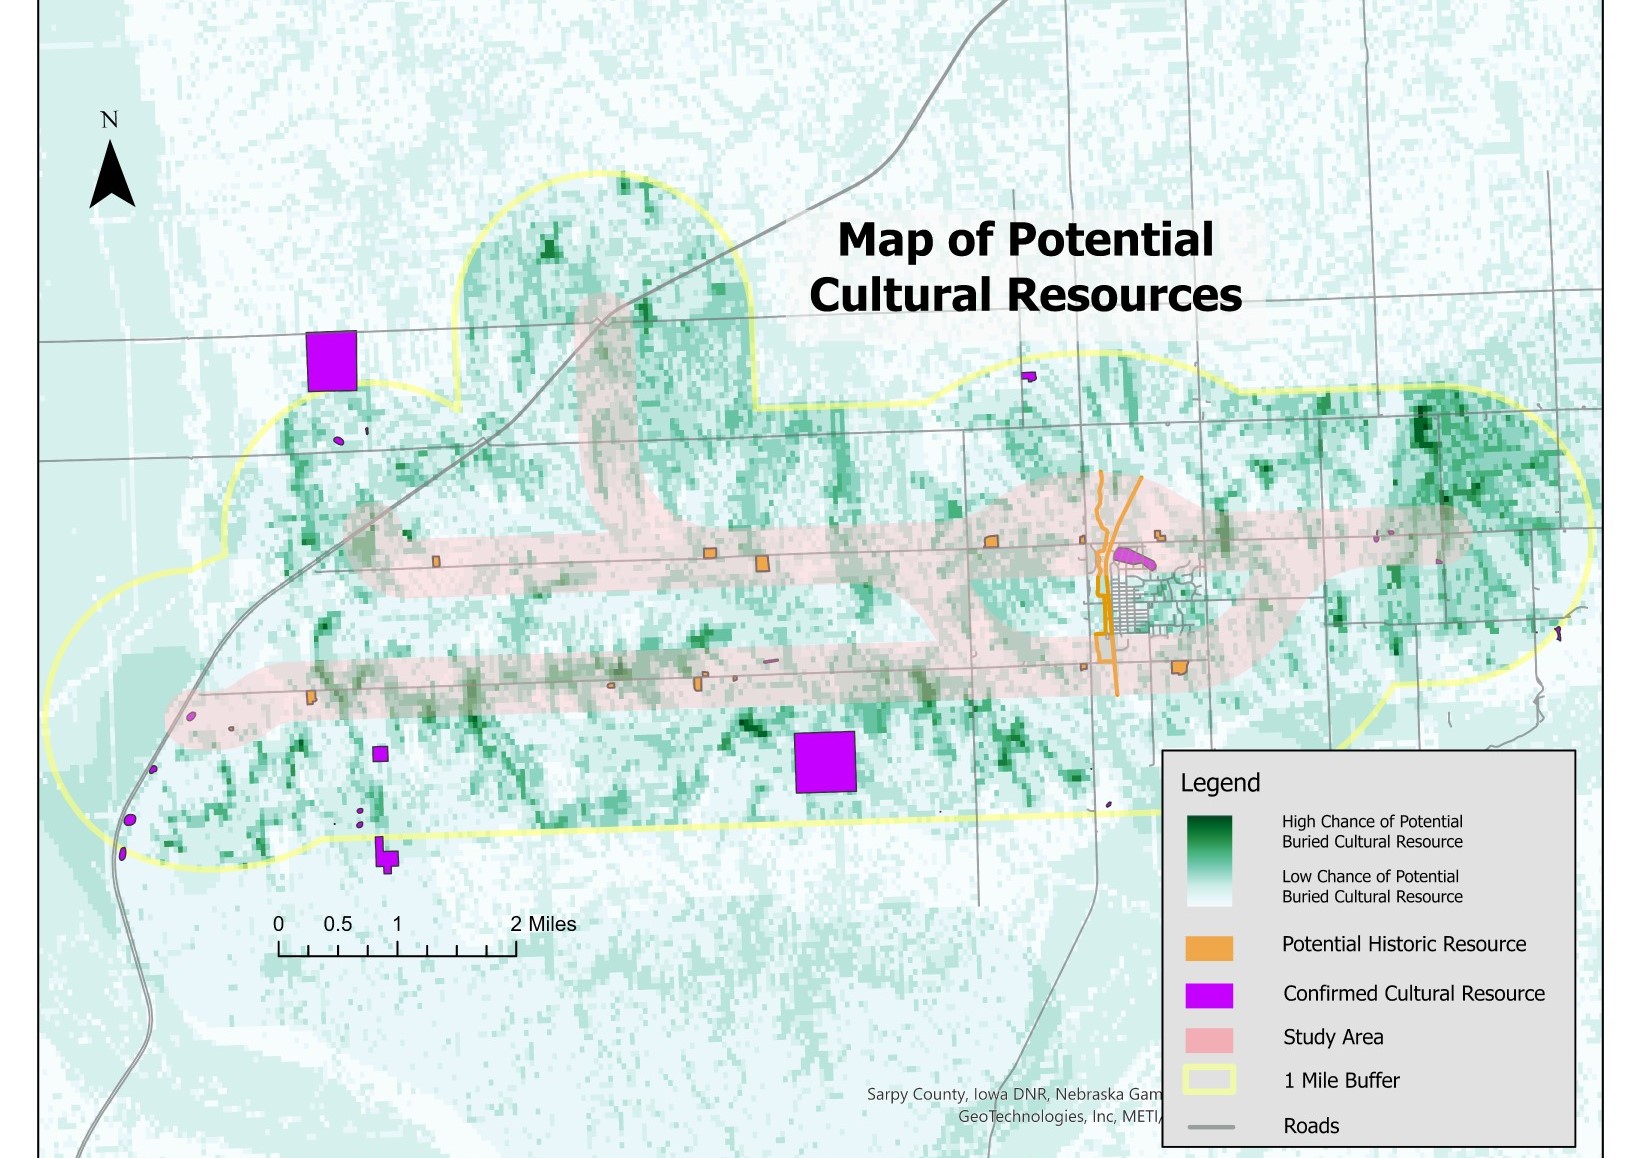 N
Map of Potential
Cultural Resources
0 0.5 1 2 Miles
Legend
High Chance of Potential
Buried Cultural Resource
Low Chance of Potential
Buried Cultural Resource
Potential Historic Resource
Confirmed Cultural Resource
Study Area
1 Mile Buffer
Roads
Sarpy County, Iowa DNR, Nebraska Gam
GeoTechnologies, Inc, METI/